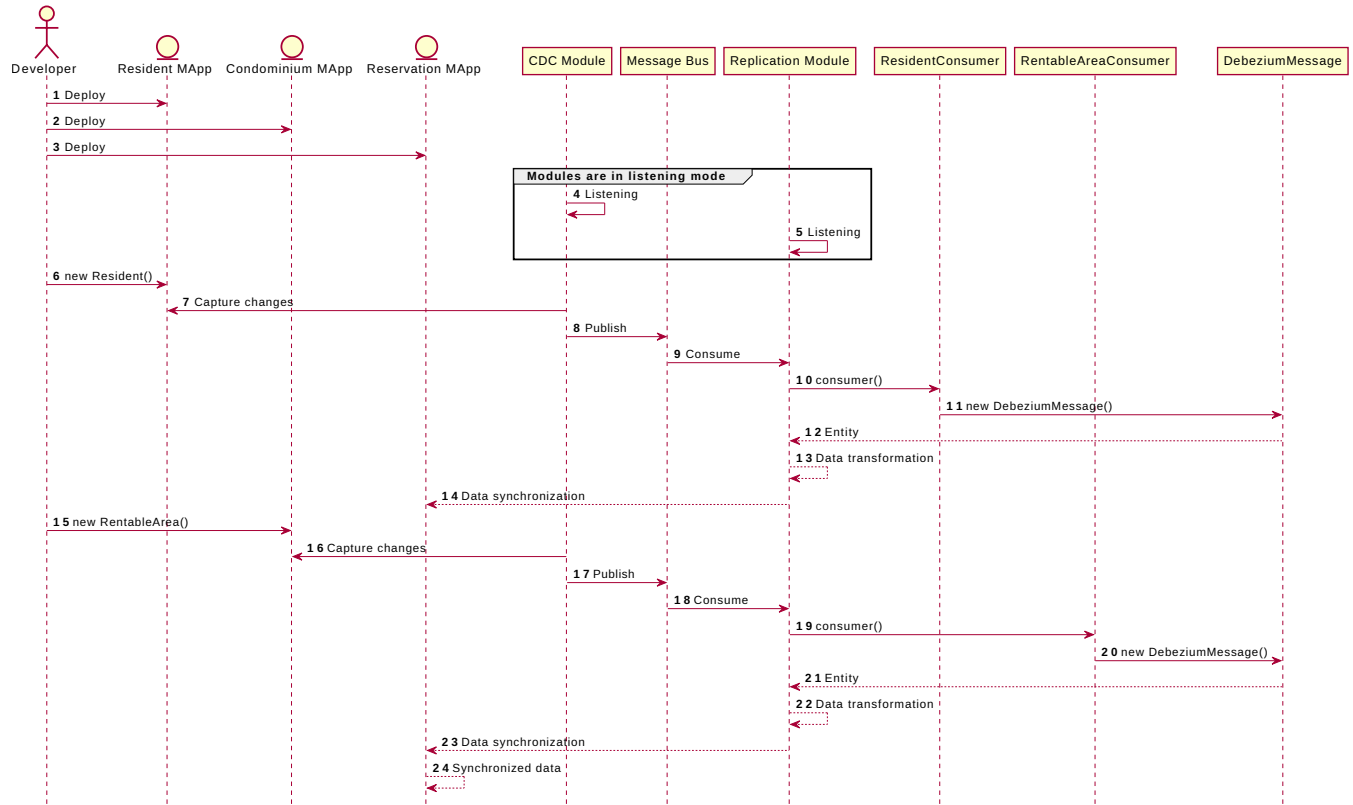 Developer
Resident MApp
Condominium MApp
Reservation MApp
CDC Module
Message Bus
Replication Module
ResidentConsumer
RentableAreaConsumer
DebeziumMessage
1 Deploy
2 Deploy
3 Deploy
Modules are in listening mode
4 Listening
5 Listening
6 new Resident()
7 Capture changes
8 Publish
9 Consume
10 consumer()
11 new DebeziumMessage()
12 Entity
13 Data transformation
14 Data synchronization
15 new RentableArea()
16 Capture changes
17 Publish
18 Consume
19 consumer()
20 new DebeziumMessage()
21 Entity
22 Data transformation
23 Data synchronization
24 Synchronized data